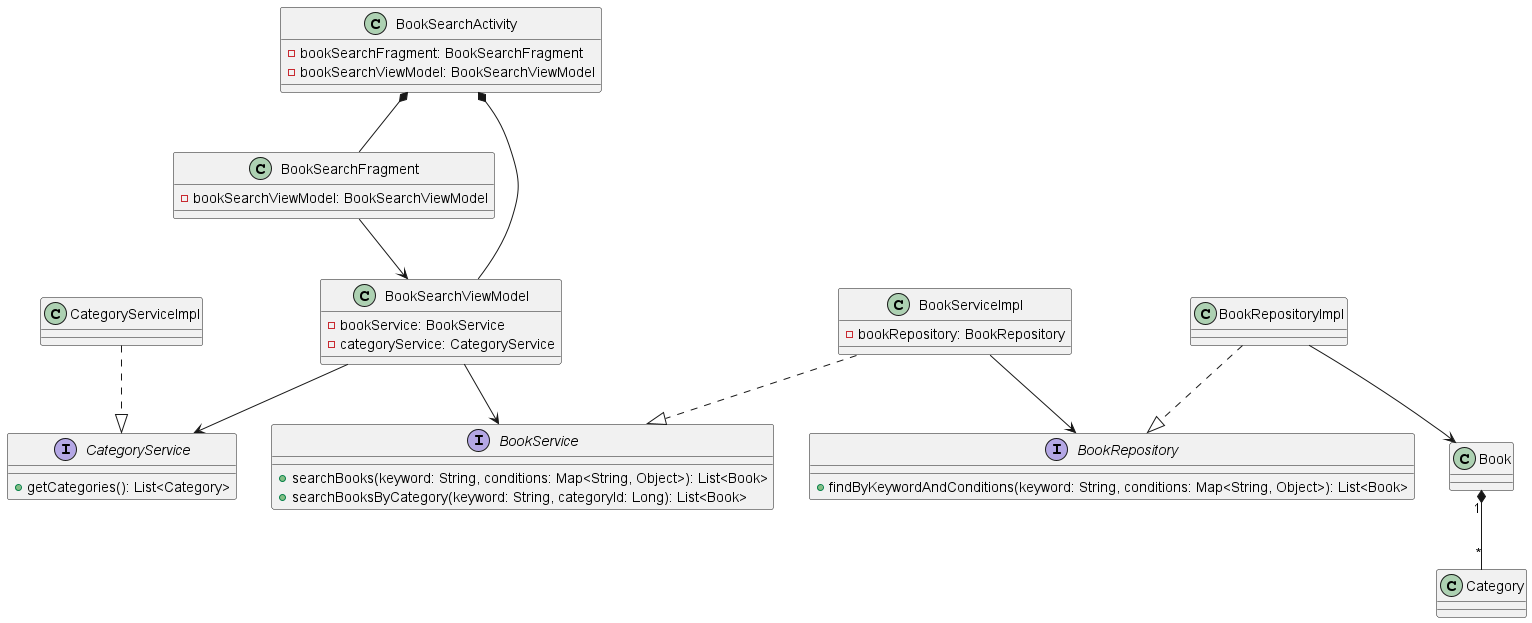 C BookSearchActivity
bookSearchFragment: BookSearchFragment
bookSearchViewModel: BookSearchViewModel
C BookSearchFragment
bookSearchViewModel: BookSearchViewModel
C CategoryServiceImpl
C BookSearchViewModel
bookService: BookService
categoryService: CategoryService
C BookServiceImpl
bookRepository: BookRepository
C BookRepositoryImpl
I CategoryService
getCategories(): List<Category>
I BookService
searchBooks(keyword: String, conditions: Map<String, Object>): List<Book>
searchBooksByCategory(keyword: String, categoryId: Long): List<Book>
I BookRepository
findByKeywordAndConditions(keyword: String, conditions: Map<String, Object>): List<Book>
C Book
1
*
C Category